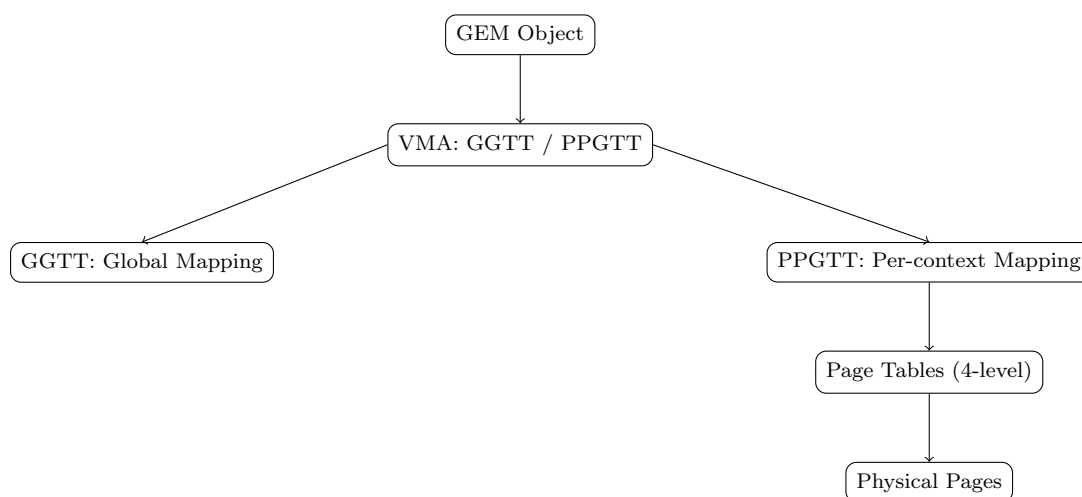 GEM Object
VMA: GGTT / PPGTT
GGTT: Global Mapping
PPGTT: Per-context Mapping
Page Tables (4-level)
Physical Pages